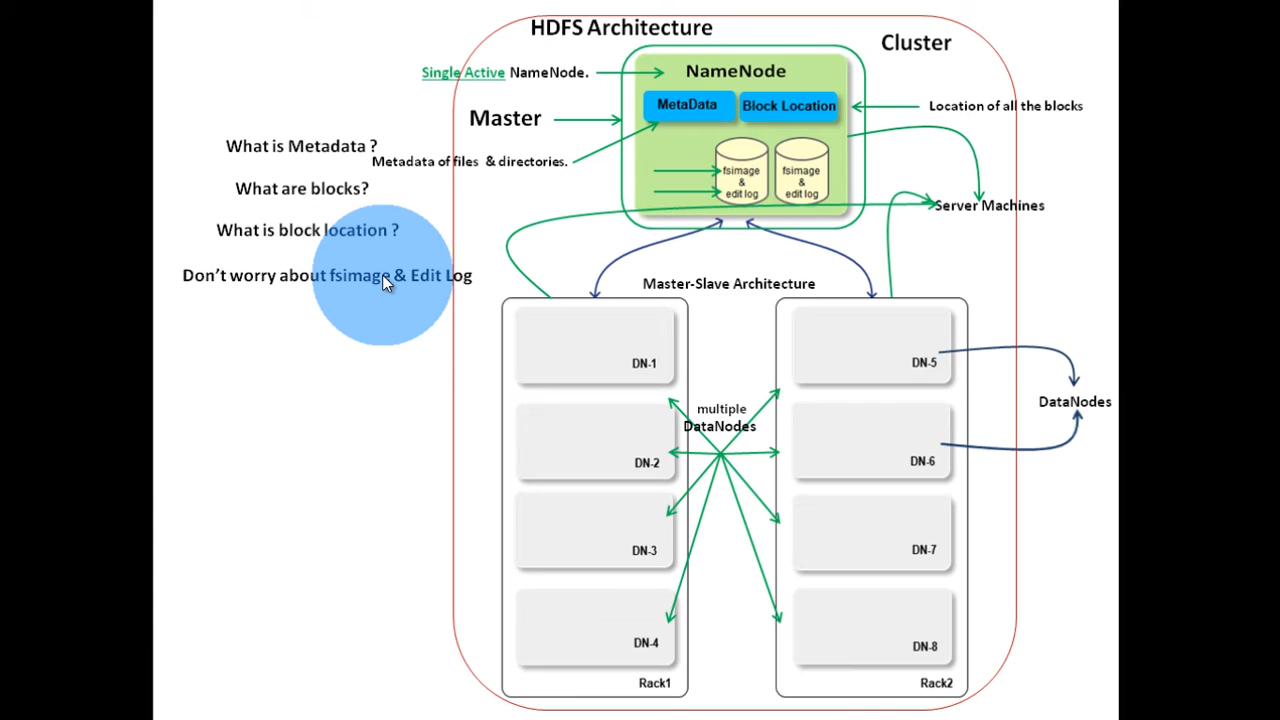 HDFS Architecture
Cluster
Single Active NameNode.
NameNode
MetaData
Block Location
Location of all the blocks
Master
What is Metadata ?
Metadata of files & directories.
fsimage
&
edit log
fsimage
&
edit log
What are blocks?
Server Machines
What is block location ?
Don't worry about fsimage & Edit Log
Master-Slave Architecture
DN-1
DN-5
multiple
DataNodes
DataNodes
DN-2
DN-6
DN-3
DN-7
DN-4
DN-8
Rack1
Rack2